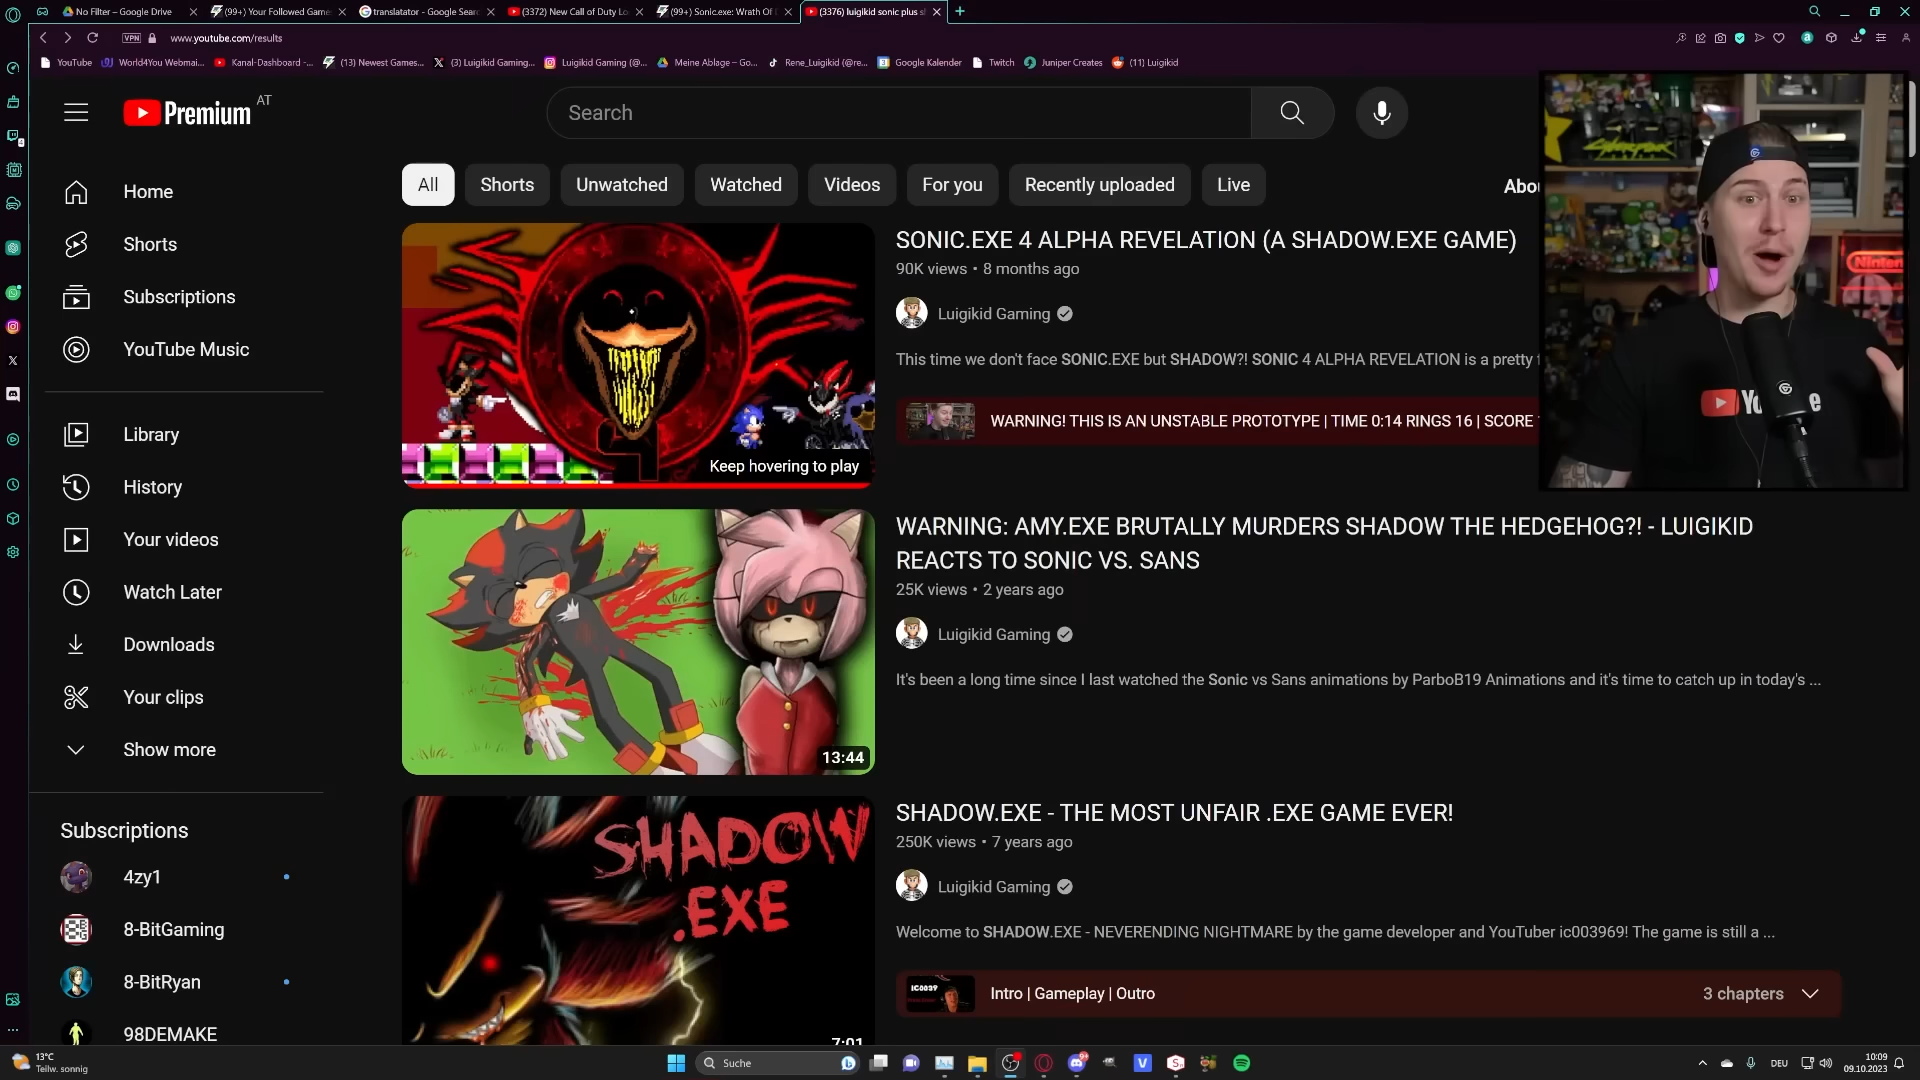 No Filter – Google Drive
(99+) Your Followed Game
translatator - Google Sear
(3372) New Call of Duty Lo
(99+) Sonic.exe: Wrath Of
(3376) luigikid sonic plus s
VPN
www.youtube.com/results
YouTube
World4You Webmai...
Kanal-Dashboard -...
(13) Newest Games...
(3) Luigikid Gaming...
Luigikid Gaming (@...
Meine Ablage – Go...
Rene_Luigikid (@re...
Google Kalender
Twitch
Juniper Creates
(11) Luigikid
Premium
AT
Search
All
Shorts
Unwatched
Watched
Videos
For you
Recently uploaded
Live
Abou
Home
Shorts
Subscriptions
YouTube Music
Library
History
Your videos
Watch Later
Downloads
Your clips
Show more
Subscriptions
4zy1
8-BitGaming
8-BitRyan
98DEMAKE
Keep hovering to play
SONIC.EXE 4 ALPHA REVELATION (A SHADOW.EXE GAME)
90K views • 8 months ago
Luigikid Gaming
This time we don't face SONIC.EXE but SHADOW?! SONIC 4 ALPHA REVELATION is a pretty
WARNING! THIS IS AN UNSTABLE PROTOTYPE | TIME 0:14 RINGS 16 | SCORE
13:44
WARNING: AMY.EXE BRUTALLY MURDERS SHADOW THE HEDGEHOG?! - LUIGIKID
REACTS TO SONIC VS. SANS
25K views • 2 years ago
Luigikid Gaming
It's been a long time since I last watched the Sonic vs Sans animations by ParboB19 Animations and it's time to catch up in today's ...
SHADOW
.EXE
7:01
SHADOW.EXE - THE MOST UNFAIR .EXE GAME EVER!
250K views • 7 years ago
Luigikid Gaming
Welcome to SHADOW.EXE - NEVERENDING NIGHTMARE by the game developer and YouTuber ic003969! The game is still a ...
IC0039
Intro | Gameplay | Outro
3 chapters
Ninten
13°C
Teilw. sonnig
Suche
DEU
10:09
09.10.2023